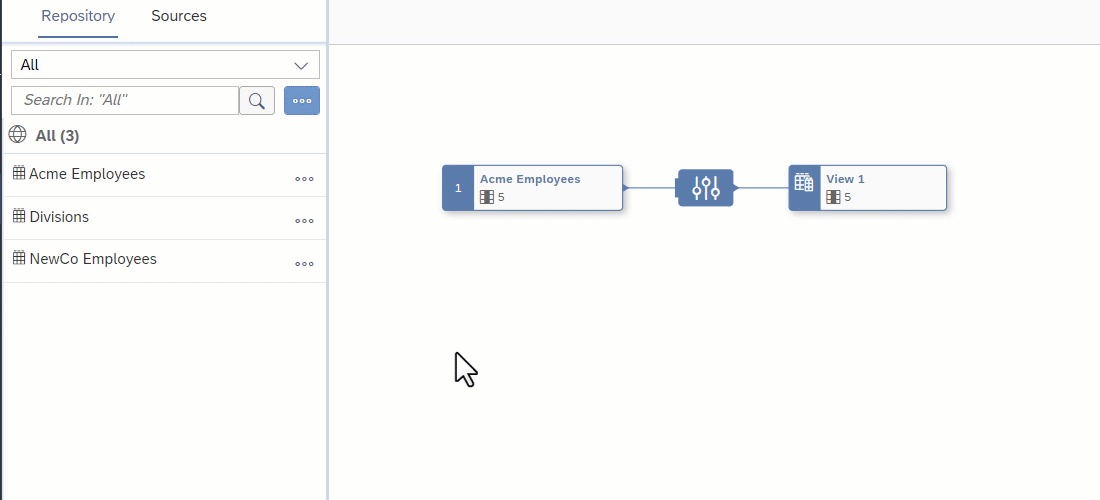 Repository Sources
All
Search In: "All"
All (3)
Acme Employees
Divisions
NewCo Employees
1
Acme Employees
5
View 1
5